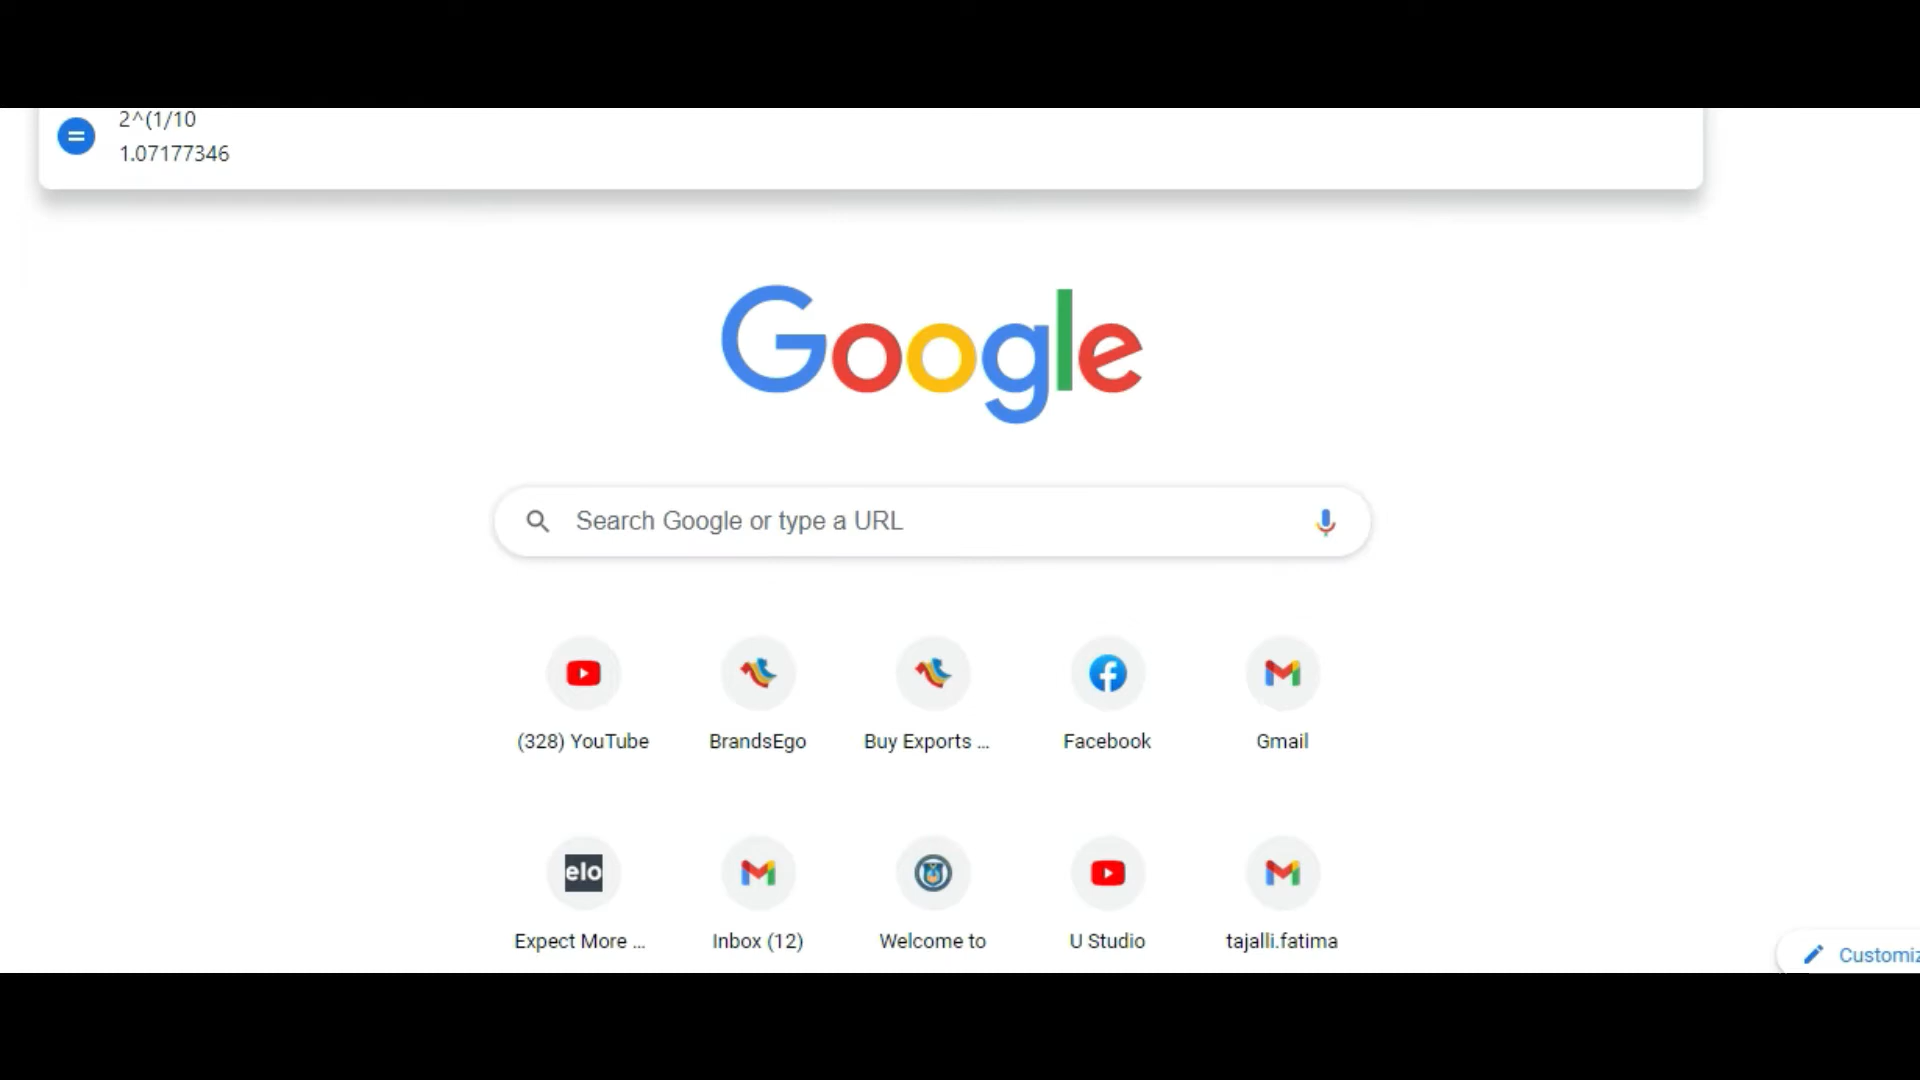 2^(1/10
1.07177346
Google
Search Google or type a URL
(328) YouTube
BrandsEgo
Buy Exports ...
Facebook
Gmail
elo
Expect More ...
Inbox (12)
Welcome to
U Studio
tajalli.fatima
Customiz